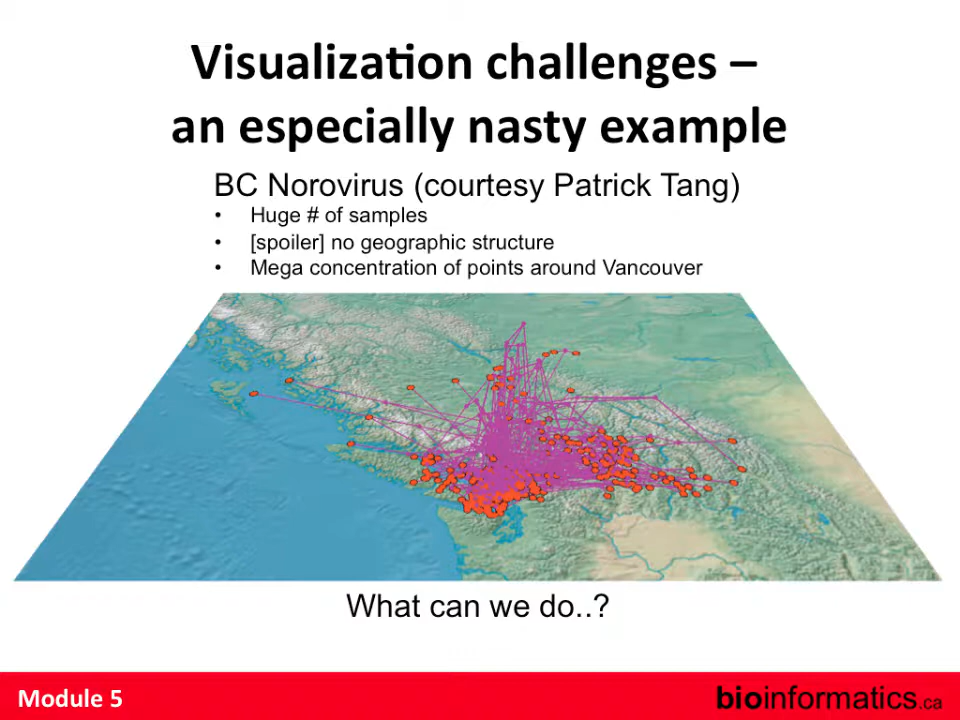 Visualization challenges –
an especially nasty example
BC Norovirus (courtesy Patrick Tang)
• Huge # of samples
• [spoiler] no geographic structure
• Mega concentration of points around Vancouver
What can we do..?
Module 5
bioinformatics.ca